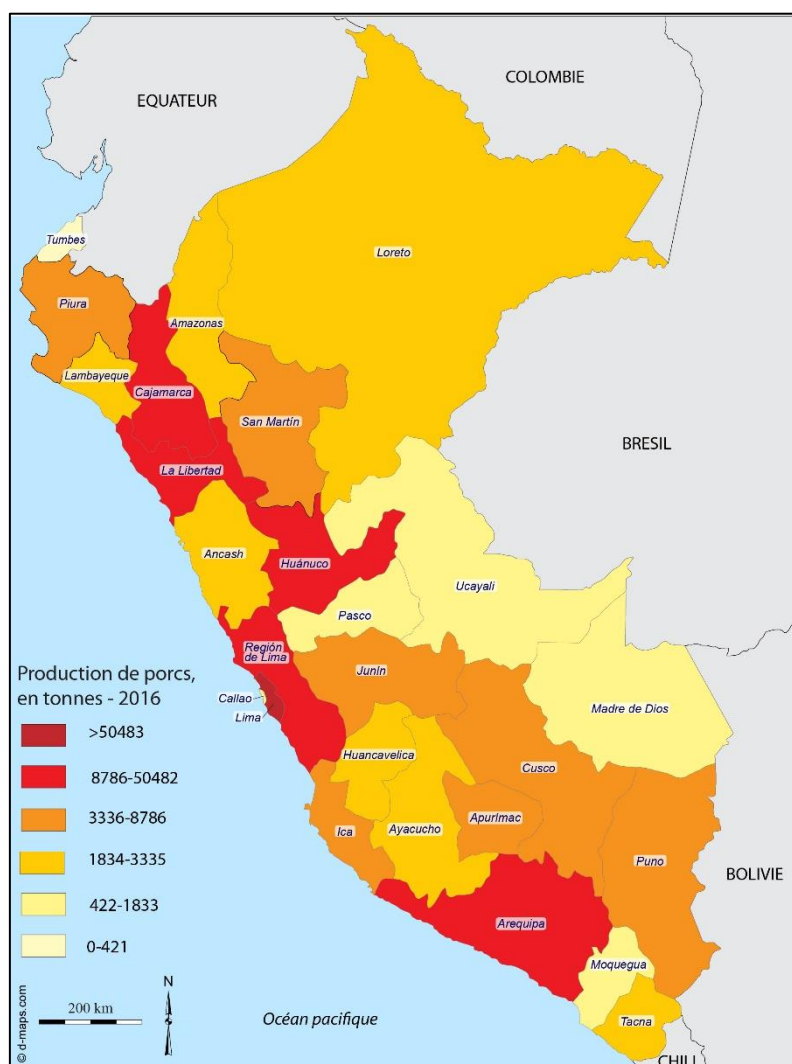 COLOMBIE
EQUATEUR
Tumbes
Loreto
Piura
Amazonas
Lambayeque
Cajamarca
San Martín
BRESIL
La Libertad
Ancash
Huánuco
Ucayali
Pasco
Región
de Lima
Junín
Production de porcs,
en tonnes - 2016
Callao
Lima
Madre de Dios
>50483
Huancavelica
8786-50482
Cusco
3336-8786
Ica
Ayacucho
Apurímac
Puno
1834-3335
BOLIVIE
422-1833
Arequipa
0-421
Moquegua
N
200 km
Océan pacifique
Tacna
CHILI
© d-maps.com